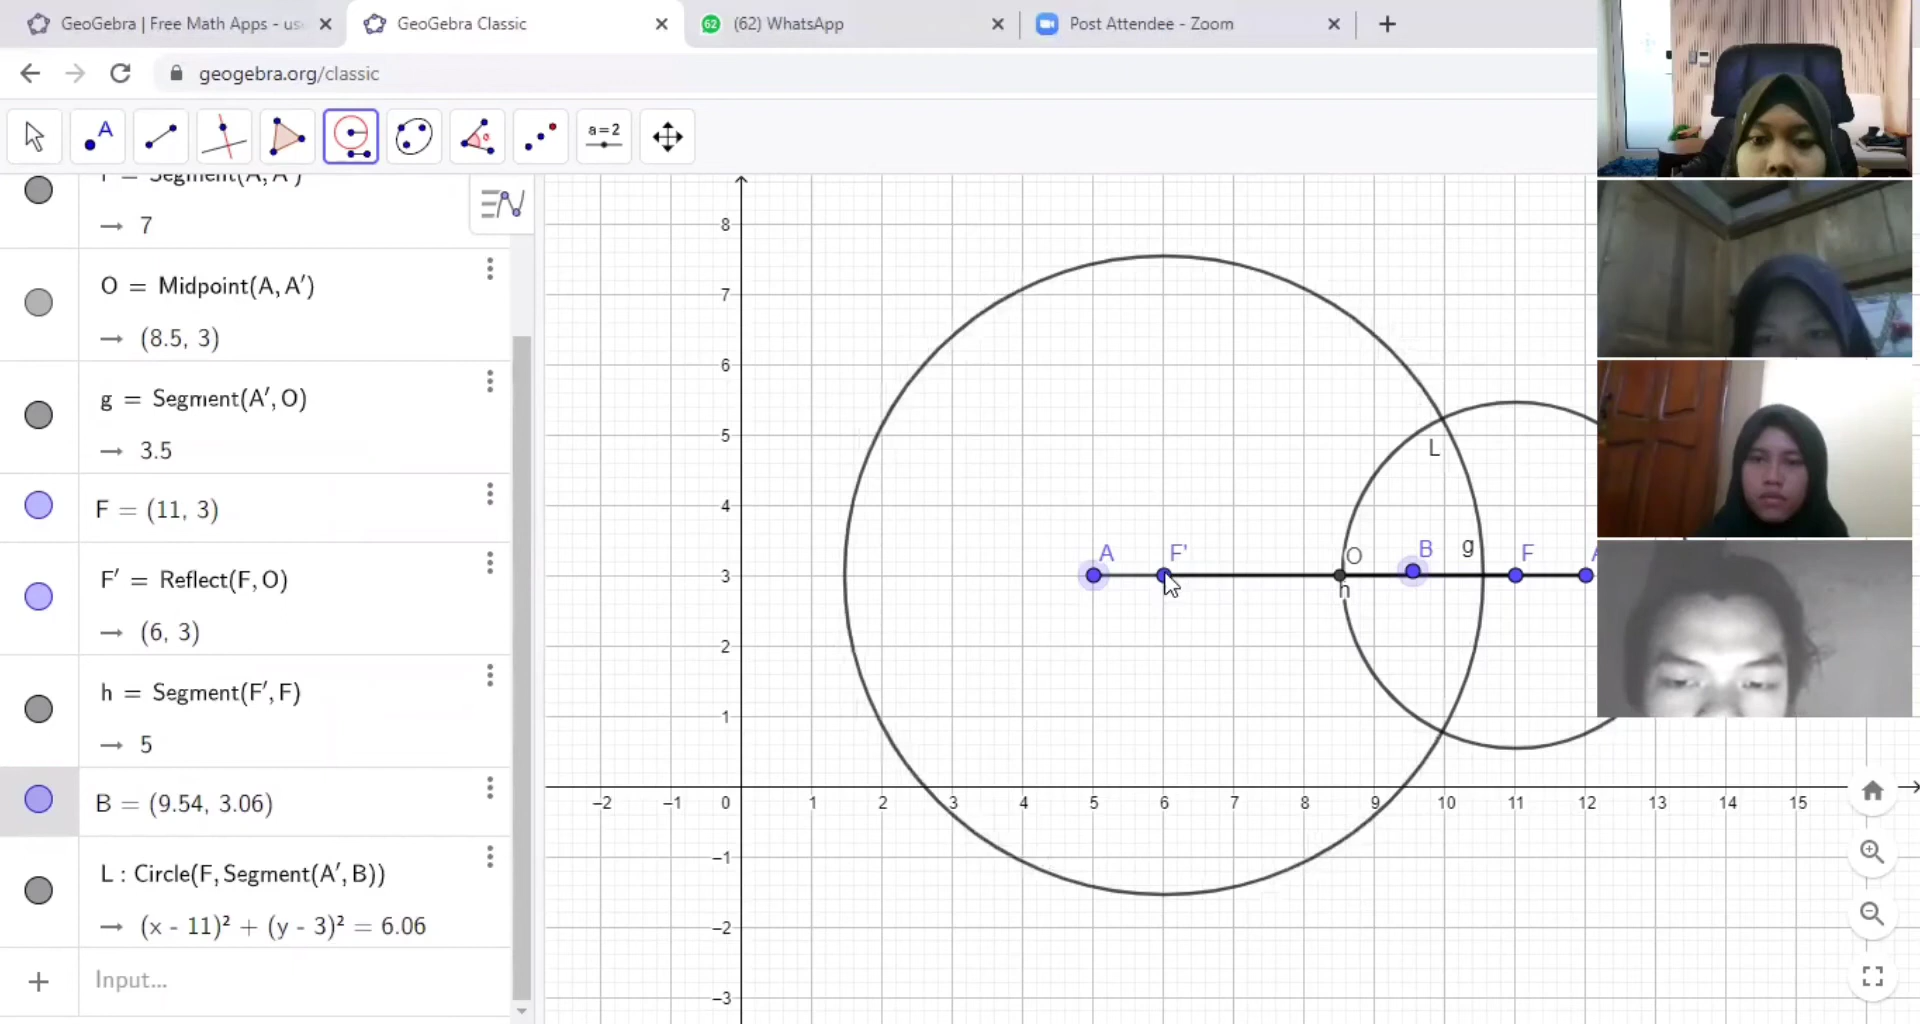 GeoGebra | Free Math Apps - us
GeoGebra Classic
62
(62) WhatsApp
Post Attendee - Zoom
geogebra.org/classic
A
a=2
f = Segment(A, A′)
→ 7
O = Midpoint(A, A′)
→ (8.5, 3)
g = Segment(A′, O)
→ 3.5
F = (11, 3)
F′ = Reflect(F, O)
→ (6, 3)
h = Segment(F′, F)
→ 5
B = (9.54, 3.06)
L : Circle(F, Segment(A′, B))
→ (x - 11)² + (y - 3)² = 6.06
Input...
8
7
6
5
4
3
2
1
0
−1
−2
−3
−2 −1 0 1 2 3 4 5 6 7 8 9 10 11 12 13 14 15
L
A F' O B g F
h